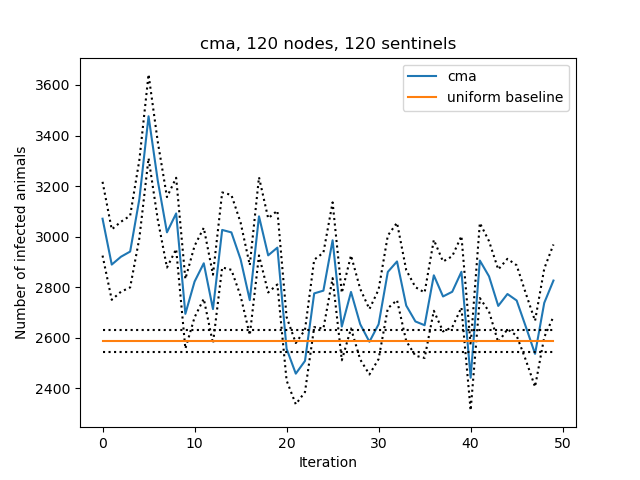 cma, 120 nodes, 120 sentinels
cma
uniform baseline
Number of infected animals
3600
3400
3200
3000
2800
2600
2400
0 10 20 30 40 50
Iteration